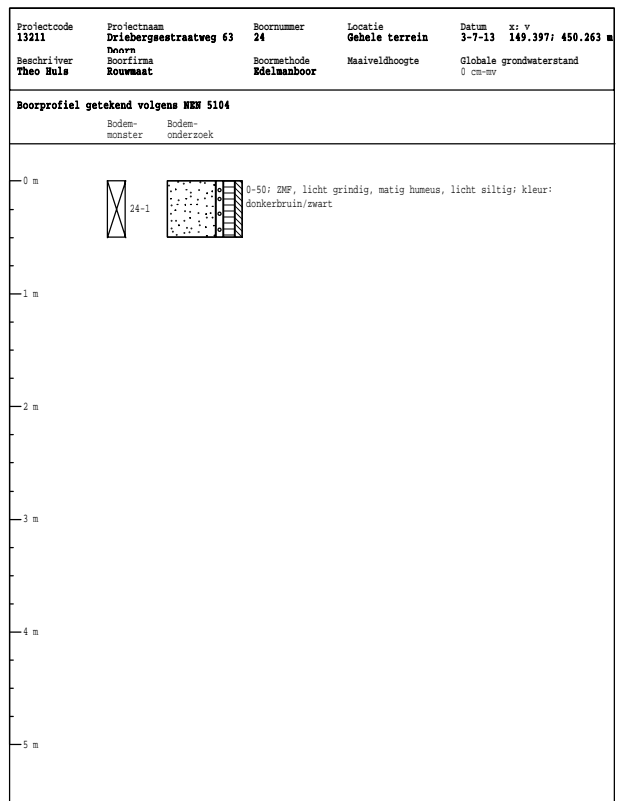 Projectcode Projectnaam Boornummer Locatie Datum x: y
13211 Driebergsestraatweg 63 24 Gehele terrein 3-7-13 149.397; 450.263 m
Doorn
Beschrijver Boorfirma Boormethode Maaiveldhoogte Globale grondwaterstand
Theo Huls Rouwmaat Edelmanboor 0 cm-mv
Boorprofiel getekend volgens NEN 5104
Bodem- Bodem-
monster onderzoek
0 m
0-50; ZMF, licht grindig, matig humeus, licht siltig; kleur:
24-1 donkerbruin/zwart
1 m
2 m
3 m
4 m
5 m